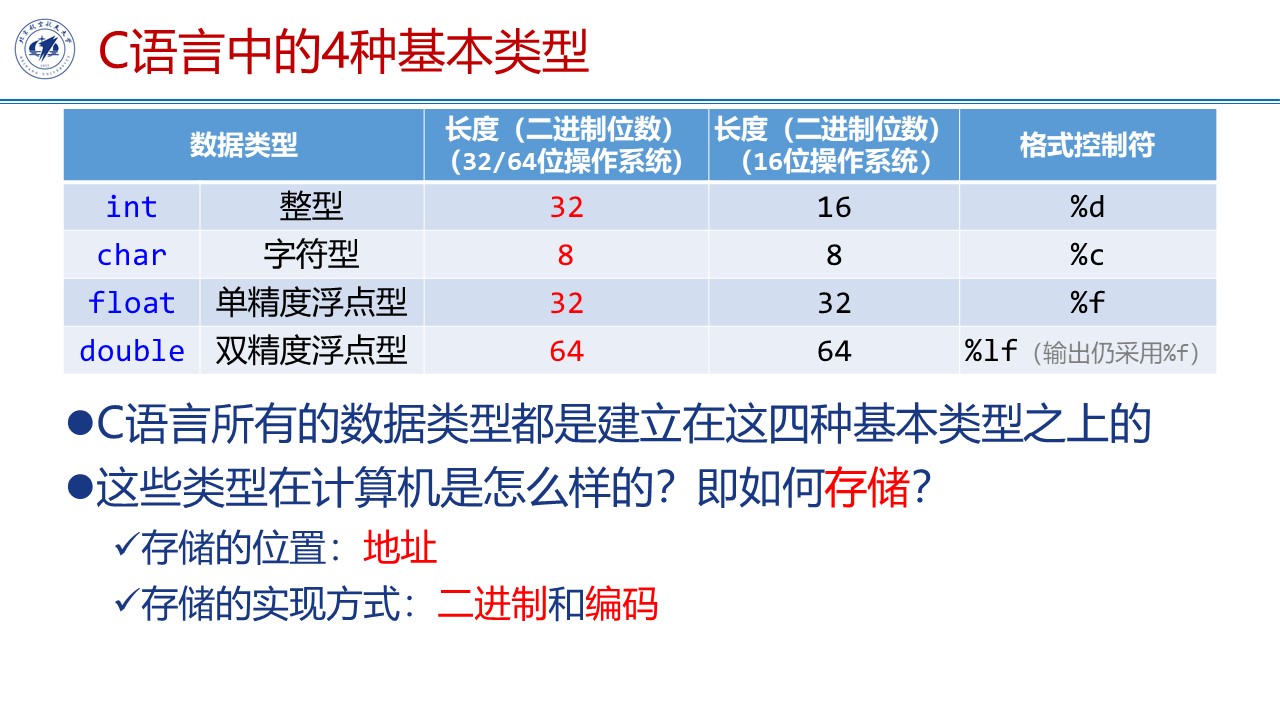 C语言中的4种基本类型
数据类型 长度（二进制位数）（32/64位操作系统) 长度（二进制位数）（16位操作系统） 格式控制符
int 整型 32 16 %d
char 字符型 8 8 %c
float 单精度浮点型 32 32 %f
double 双精度浮点型 64 64 %lf（输出仍采用%f）
●C语言所有的数据类型都是建立在这四种基本类型之上的
●这些类型在计算机是怎么样的？即如何存储？
✓存储的位置：地址
✓存储的实现方式：二进制和编码